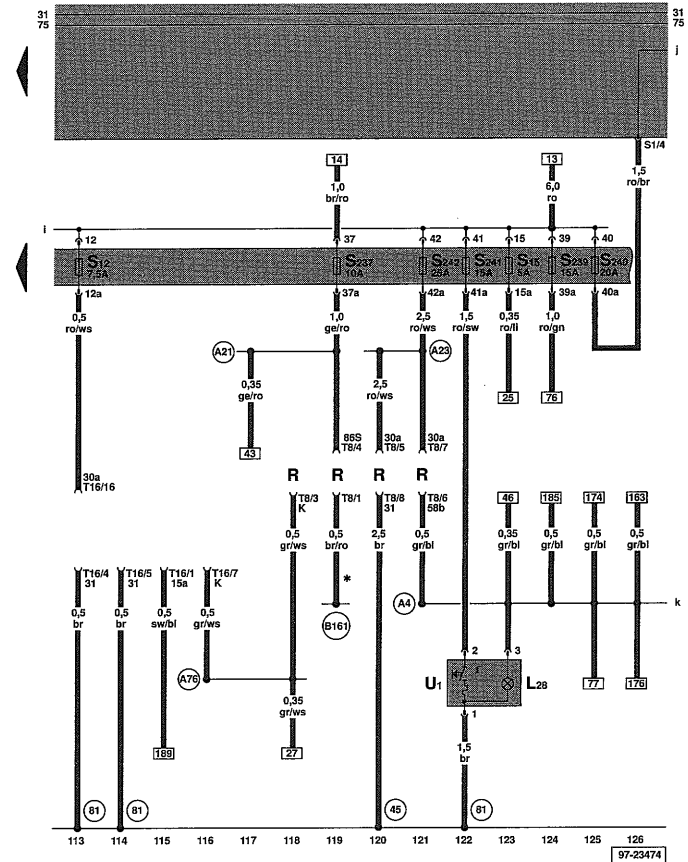 31 31
75 75
j
S1/4
14 13
1,0 6,0 1,5
br/ro ro ro/br
i
12 37 42 41 15 39 40
S12 S237 S242 S241 S15 S239 S240
7,5A 10A 25A 15A 5A 15A 20A
12a 37a 42a 41a 15a 39a 40a
0,5 1,0 2,5 1,5 0,35 1,0
ro/ws ge/ro ro/ws ro/sw ro/li ro/gn
A21 A23
0,35 2,5
ge/ro ro/ws
25 76
86S 30a 30a
43 T8/4 T8/5 T8/7
30a R R R R
T16/16
T8/3 T8/1 T8/8 T8/6 46 185 174 163
K 31 58b
0,5 0,5 2,5 0,5 0,35 0,5 0,5 0,5
gr/ws br/ro br gr/bl gr/bl gr/bl gr/bl gr/bl
T16/4 T16/5 T16/1 T16/7 *
31 31 15a K
A4 k
0,5 0,5 0,5 0,5 B161
br br sw/bl gr/ws
2 3
A76 U1 L28 77 176
0,35 1
gr/ws
189 27 1,5
br
81 81 45 81
113 114 115 116 117 118 119 120 121 122 123 124 125 126
97-23474